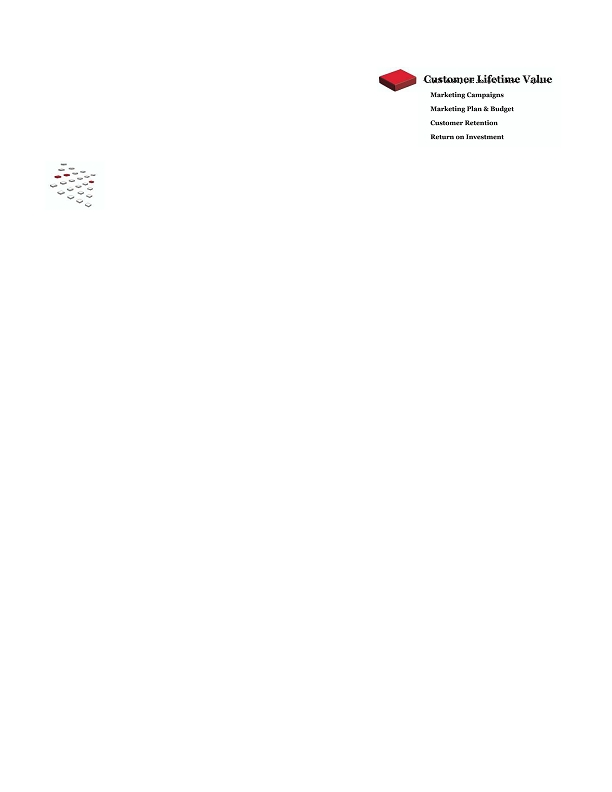 Customer Lifetime Value
Marketing Campaigns
Marketing Plan & Budget
Customer Retention
Return on Investment